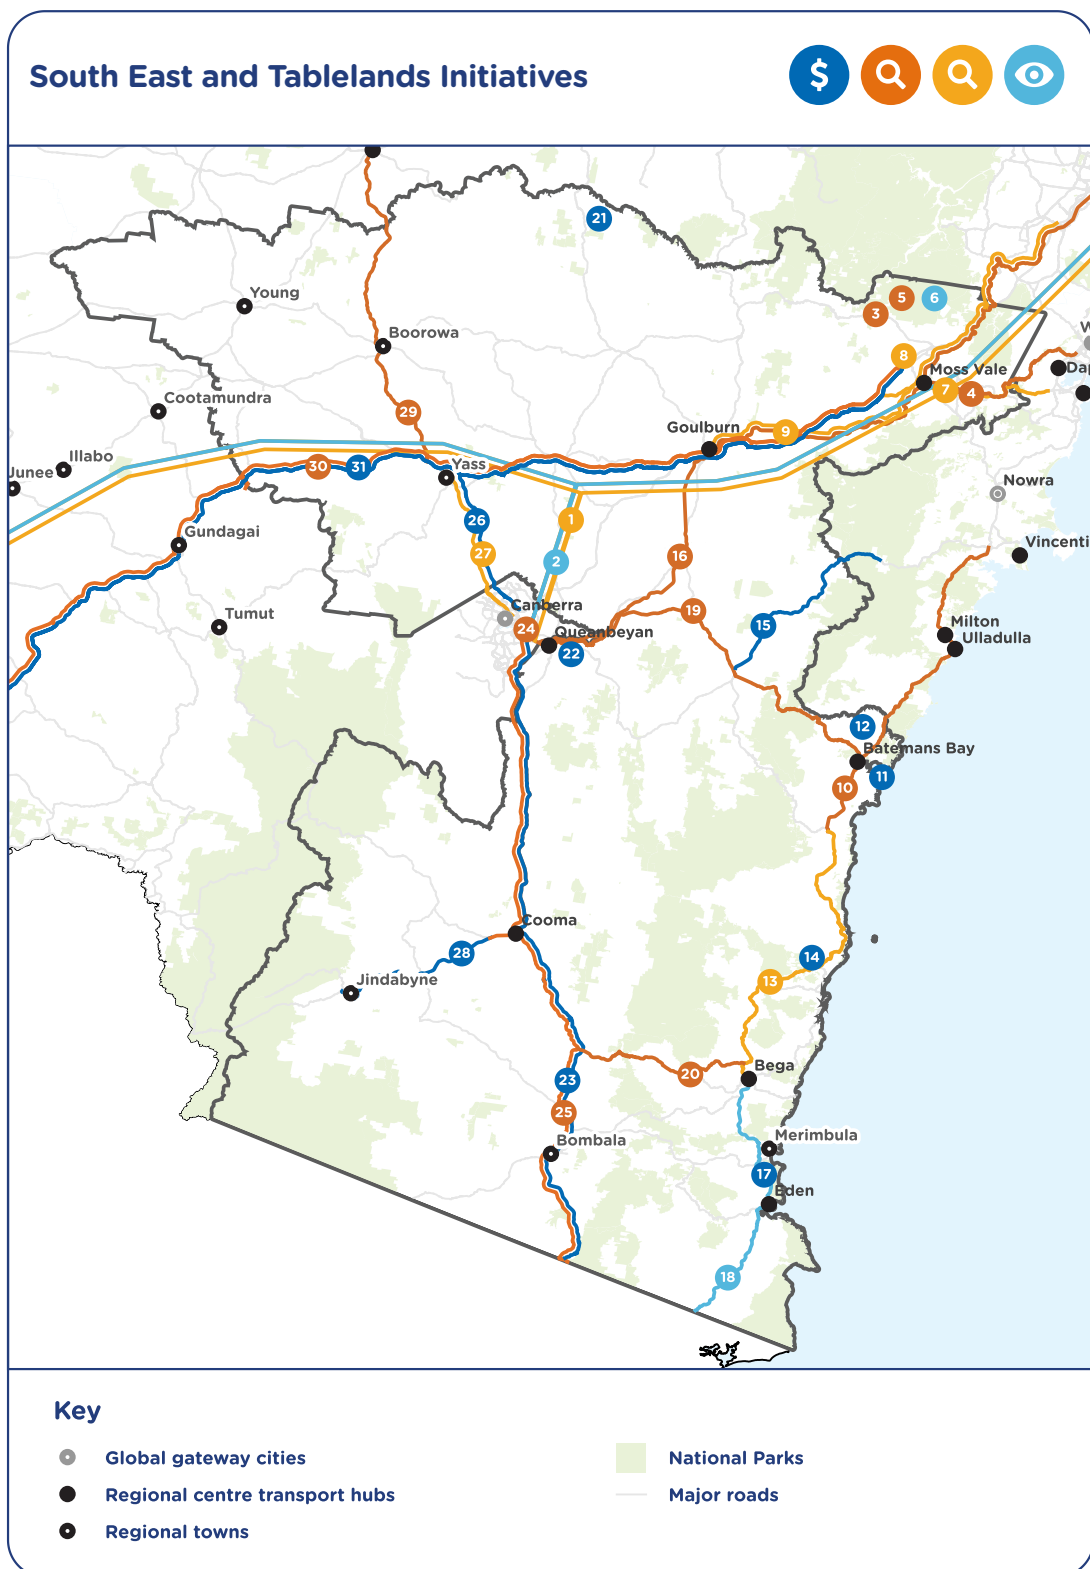 South East and Tablelands Initiatives
$
21
Young
5
6
3
Boorowa
8
Moss Vale
7
4
Cootamundra
29
Goulburn
9
Illabo
Junee
30
31
Yass
Nowra
Gundagai
26
1
27
16
2
Canberra
Tumut
24
Queanbeyan
22
19
15
Milton
Ulladulla
12
Batemans Bay
11
10
Cooma
28
14
Jindabyne
13
Bega
20
23
25
Bombala
Merimbula
17
Eden
18
Key
Global gateway cities
National Parks
Regional centre transport hubs
Major roads
Regional towns